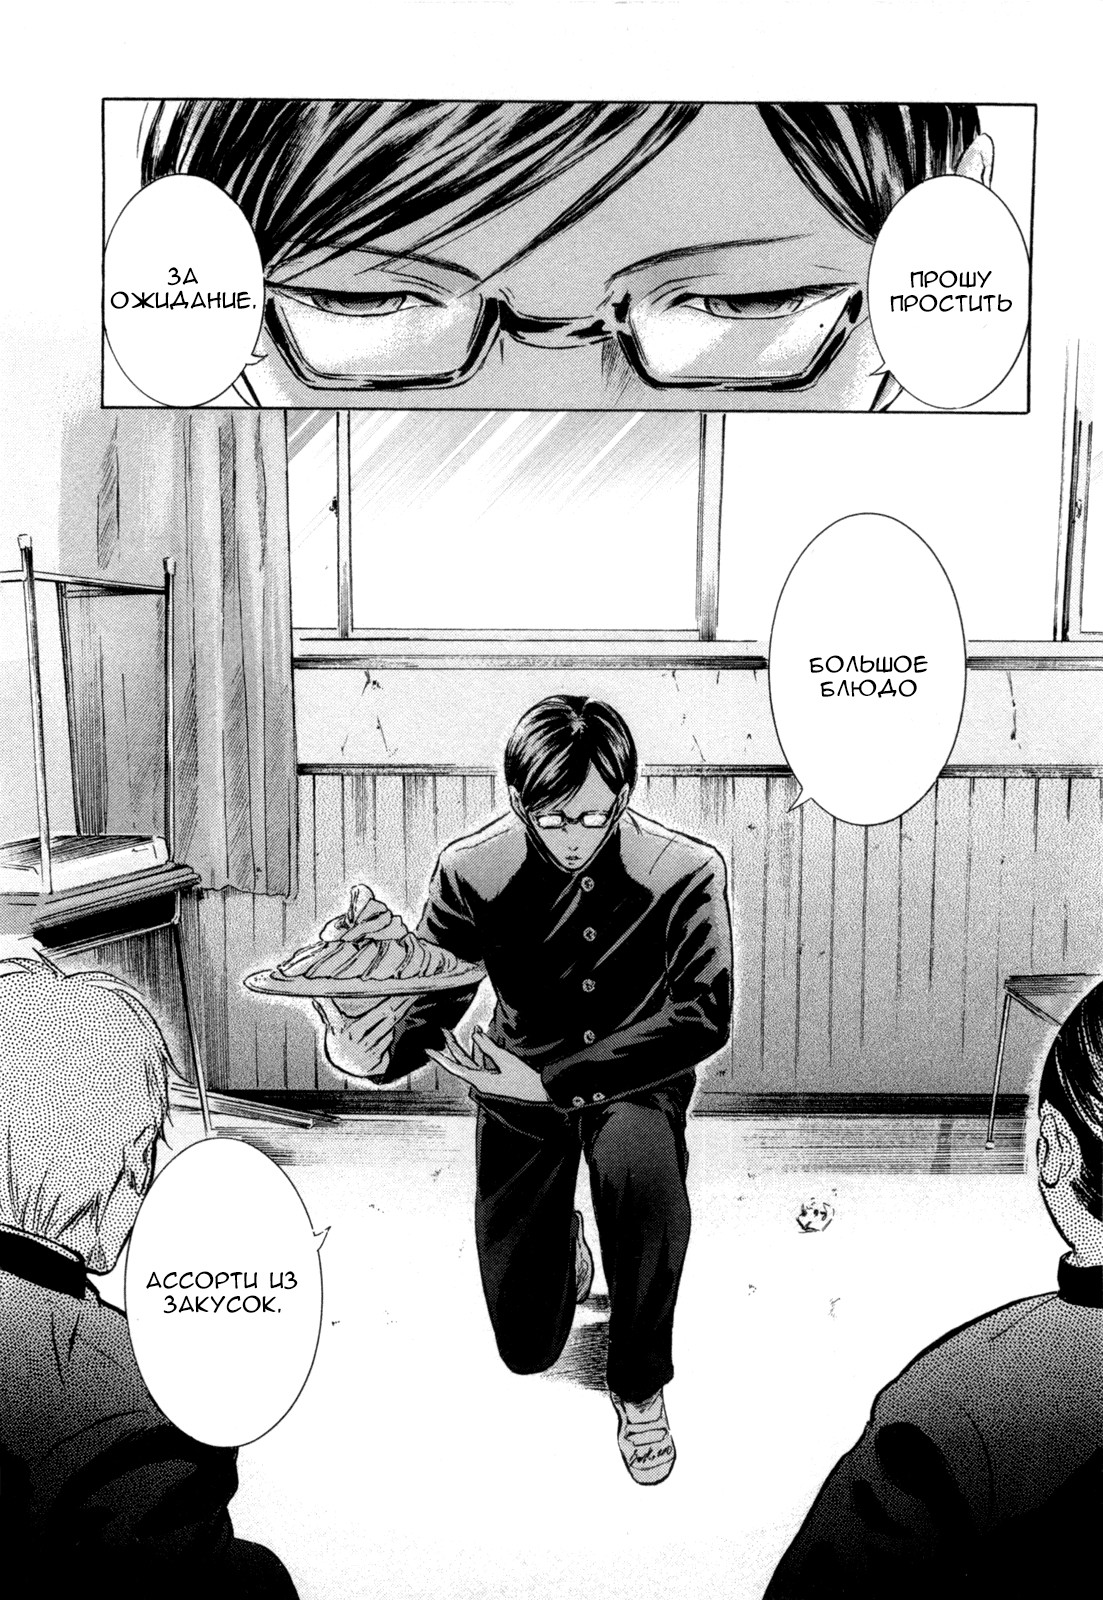 ПРОШУ
ПРОСТИТЬ
ЗА
ОЖИДАНИЕ.
БОЛЬШОЕ
БЛЮДО
АССОРТИ ИЗ
ЗАКУСОК.